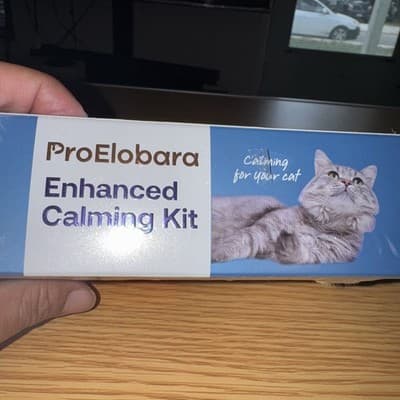 ProElobara
Enhanced
Calming Kit
Calming
for your cat